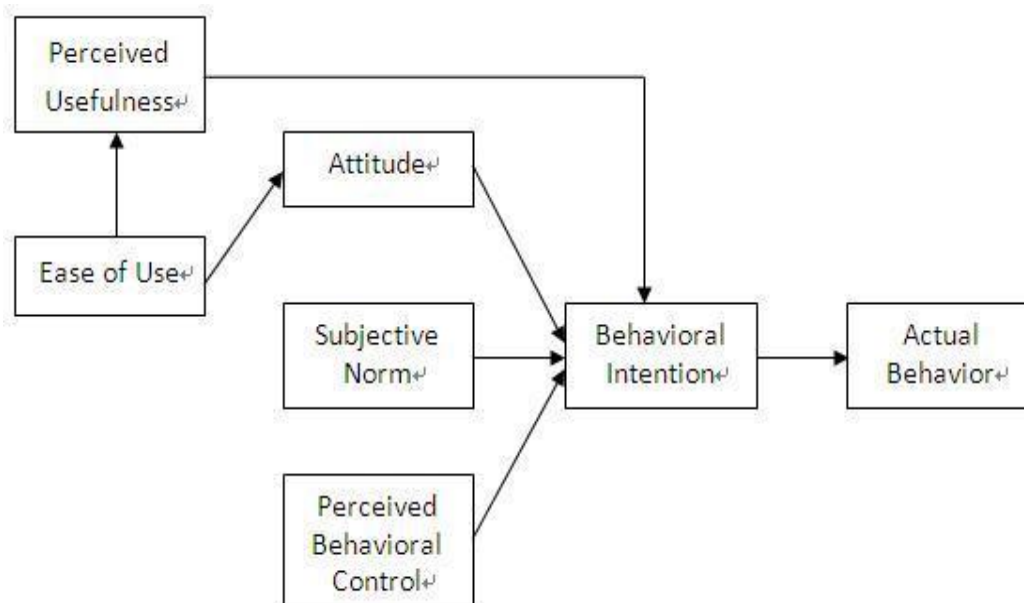 Perceived
Usefulness↵
Attitude↵
Ease of Use↵
Subjective
Norm↵
Behavioral
Intention↵
Actual
Behavior↵
Perceived
Behavioral
Control↵